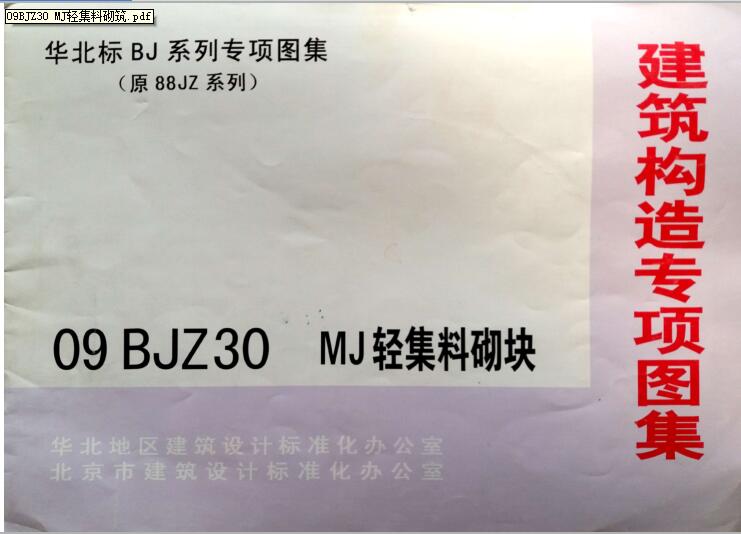 09BJZ30 MJ轻集料砌筑.pdf
华北标 BJ 系列专项图集
（原 88JZ 系列）
建筑构造专项图集
09 BJZ30 MJ轻集料砌块
华北地区建筑设计标准化办公室
北京市建筑设计标准化办公室